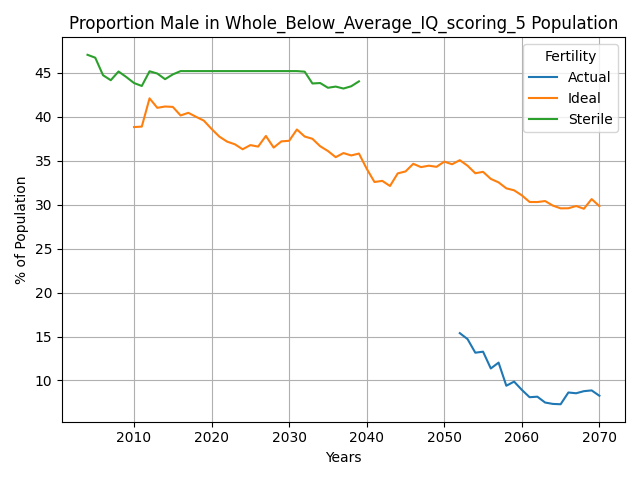 Proportion Male in Whole_Below_Average_IQ_scoring_5 Population
Fertility
Actual
Ideal
Sterile
% of Population
45
40
35
30
25
20
15
10
2010 2020 2030 2040 2050 2060 2070
Years